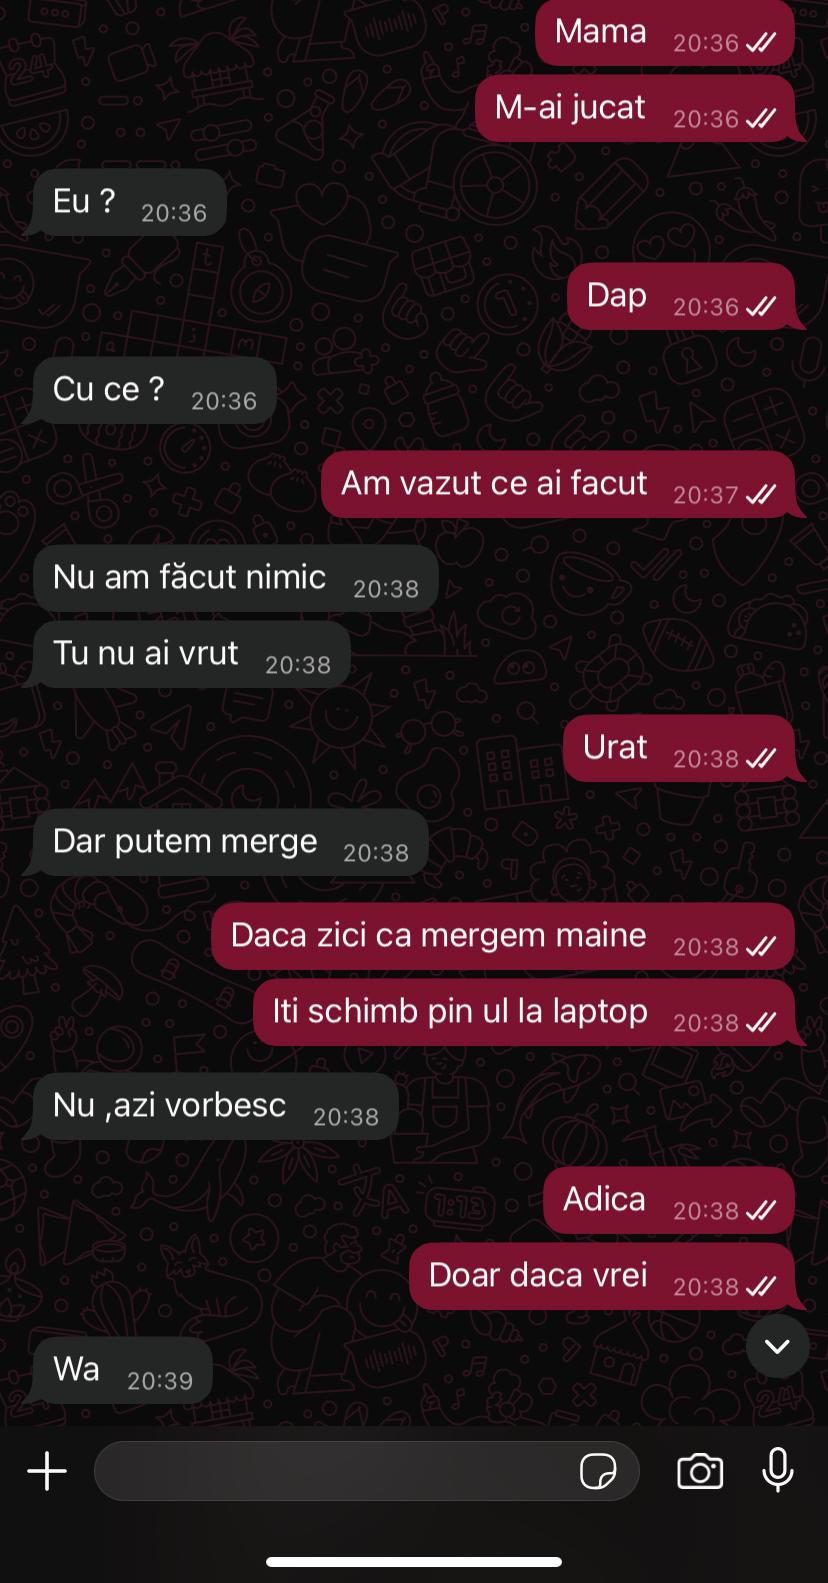 Mama 20:36
M-ai jucat 20:36
Eu ? 20:36
Dap 20:36
Cu ce ? 20:36
Am vazut ce ai facut 20:37
Nu am făcut nimic 20:38
Tu nu ai vrut 20:38
Urat 20:38
Dar putem merge 20:38
Daca zici ca mergem maine 20:38
Iti schimb pin ul la laptop 20:38
Nu ,azi vorbesc 20:38
Adica 20:38
Doar daca vrei 20:38
Wa 20:39